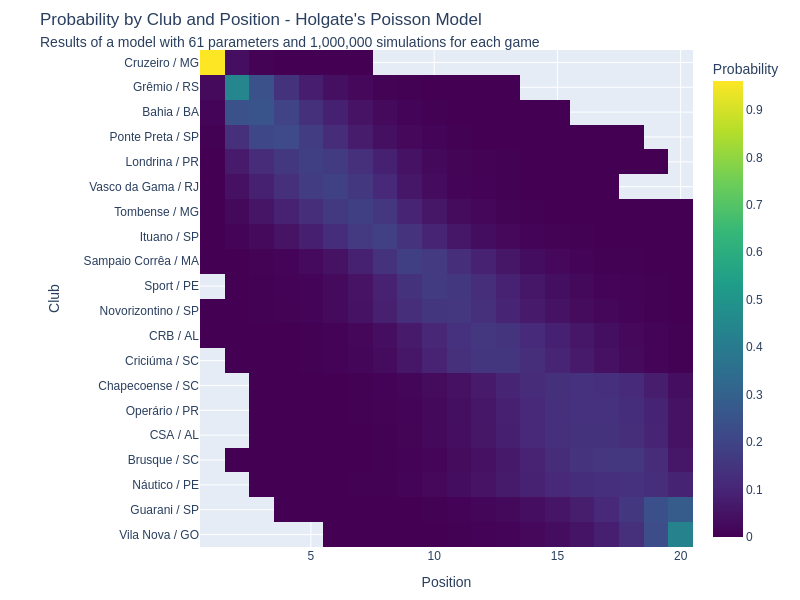 Probability by Club and Position - Holgate's Poisson Model
Results of a model with 61 parameters and 1,000,000 simulations for each game
Probability
Club
Cruzeiro / MG
Grêmio / RS
Bahia / BA
Ponte Preta / SP
Londrina / PR
Vasco da Gama / RJ
Tombense / MG
Ituano / SP
Sampaio Corrêa / MA
Sport / PE
Novorizontino / SP
CRB / AL
Criciúma / SC
Chapecoense / SC
Operário / PR
CSA / AL
Brusque / SC
Náutico / PE
Guarani / SP
Vila Nova / GO
0.9
0.8
0.7
0.6
0.5
0.4
0.3
0.2
0.1
0
5 10 15 20
Position